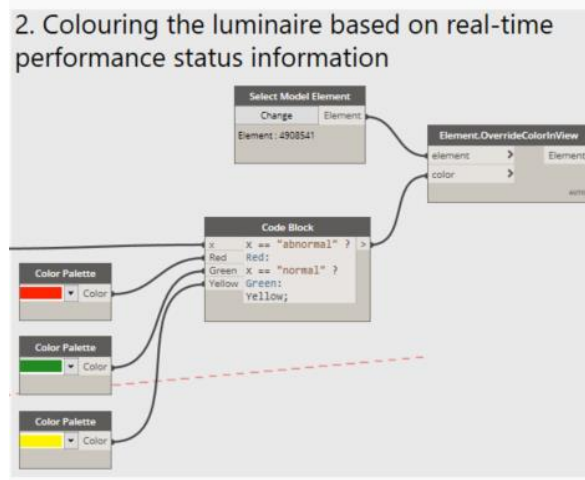 2. Colouring the luminaire based on real-time
performance status information
Select Model Element
Change Element
Element : 4908541
Element.OverrideColorInView
element > Element
color >
Code Block
x x == "abnormal" ? >
Red Red:
Green x == "normal" ?
Yellow Green:
Yellow;
Color Palette
Color
Color Palette
Color
Color Palette
Color